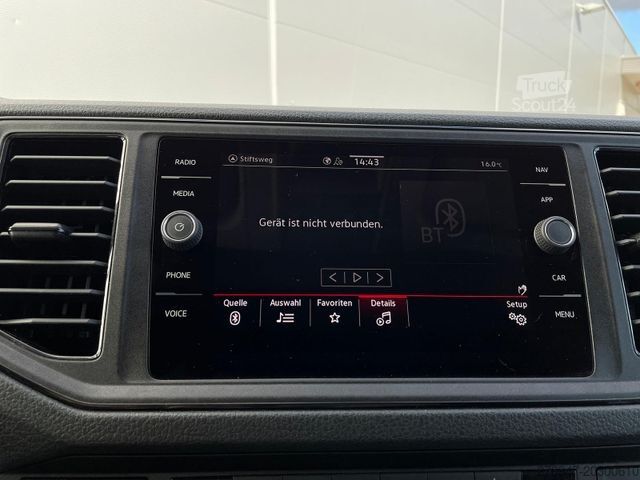 Truck
Scout24
RADIO
MEDIA
PHONE
VOICE
Stiftsweg
14:43
16.0°C
Gerät ist nicht verbunden.
BT
Quelle
Auswahl
Favoriten
Details
Setup
NAV
APP
CAR
MENU